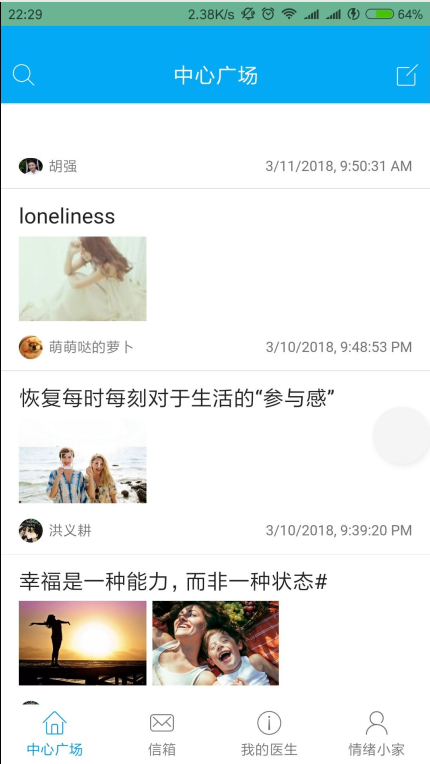 22:29 2.38K/s 64%
中心广场
胡强 3/11/2018, 9:50:31 AM
loneliness
萌萌哒的萝卜 3/10/2018, 9:48:53 PM
恢复每时每刻对于生活的“参与感”
洪义耕 3/10/2018, 9:39:20 PM
幸福是一种能力，而非一种状态#
中心广场 信箱 我的医生 情绪小家